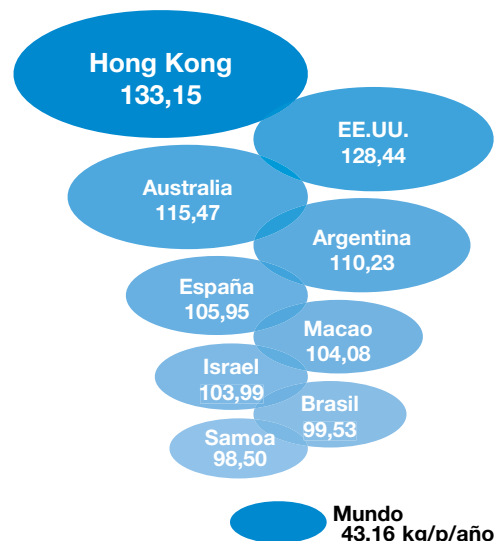 Hong Kong
133,15
EE.UU.
128,44
Australia
115,47
Argentina
110,23
España
105,95
Macao
104,08
Israel
103,99
Brasil
99,53
Samoa
98,50
Mundo
43,16 kg/p/año